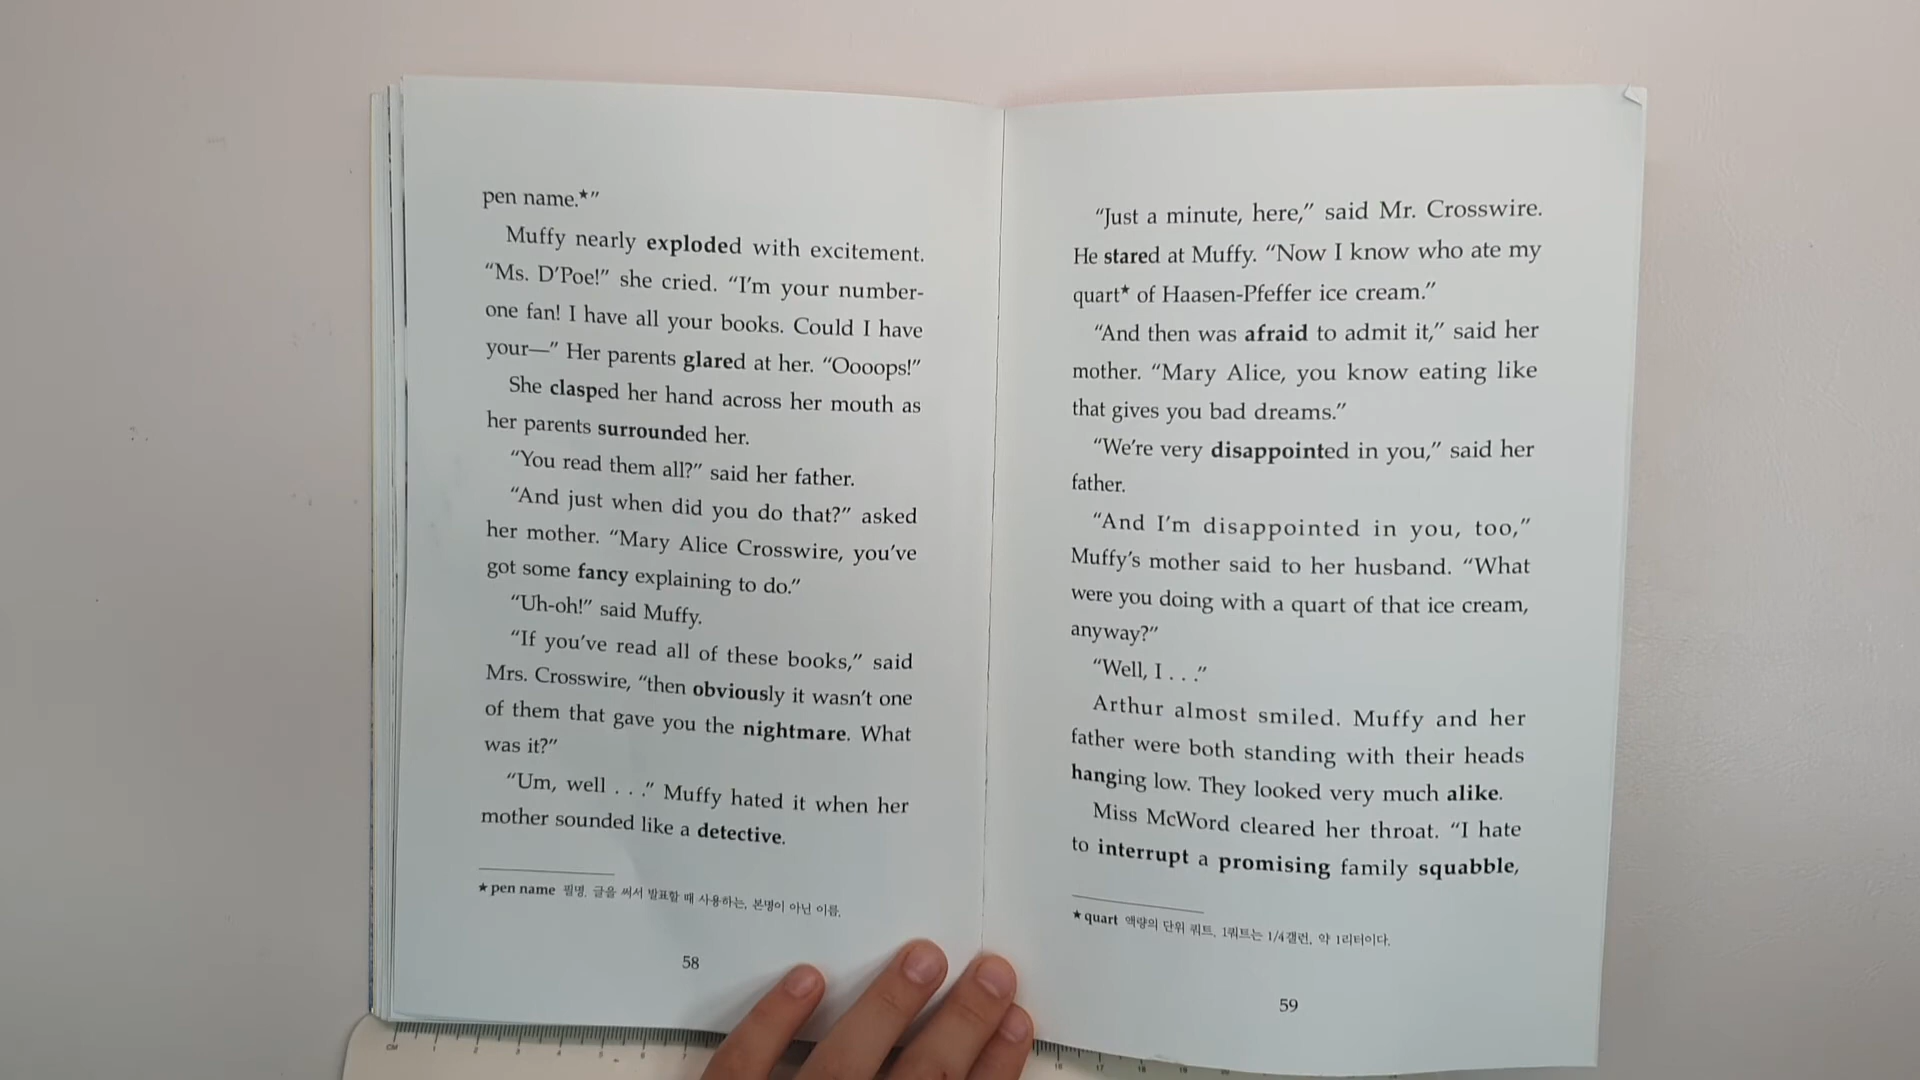 pen name.★”
Muffy nearly exploded with excitement.
“Ms. D’Poe!” she cried. “I’m your number-
one fan! I have all your books. Could I have
your—” Her parents glared at her. “Oooops!”
She clasped her hand across her mouth as
her parents surrounded her.
“You read them all?” said her father.
“And just when did you do that?” asked
her mother. “Mary Alice Crosswire, you’ve
got some fancy explaining to do.”
“Uh-oh!” said Muffy.
“If you’ve read all of these books,” said
Mrs. Crosswire, “then obviously it wasn’t one
of them that gave you the nightmare. What
was it?”
“Um, well . . .” Muffy hated it when her
mother sounded like a detective.
★ pen name 필명. 글을 써서 발표할 때 사용하는, 본명이 아닌 이름.
58
“Just a minute, here,” said Mr. Crosswire.
He stared at Muffy. “Now I know who ate my
quart★ of Haasen-Pfeffer ice cream.”
“And then was afraid to admit it,” said her
mother. “Mary Alice, you know eating like
that gives you bad dreams.”
“We’re very disappointed in you,” said her
father.
“And I’m disappointed in you, too,”
Muffy’s mother said to her husband. “What
were you doing with a quart of that ice cream,
anyway?”
“Well, I . . .”
Arthur almost smiled. Muffy and her
father were both standing with their heads
hanging low. They looked very much alike.
Miss McWord cleared her throat. “I hate
to interrupt a promising family squabble,
★ quart 액량의 단위 쿼트. 1쿼트는 1/4갤런, 약 1리터이다.
59
CM 1 2 3 4 5 6 7
16 17 18 19